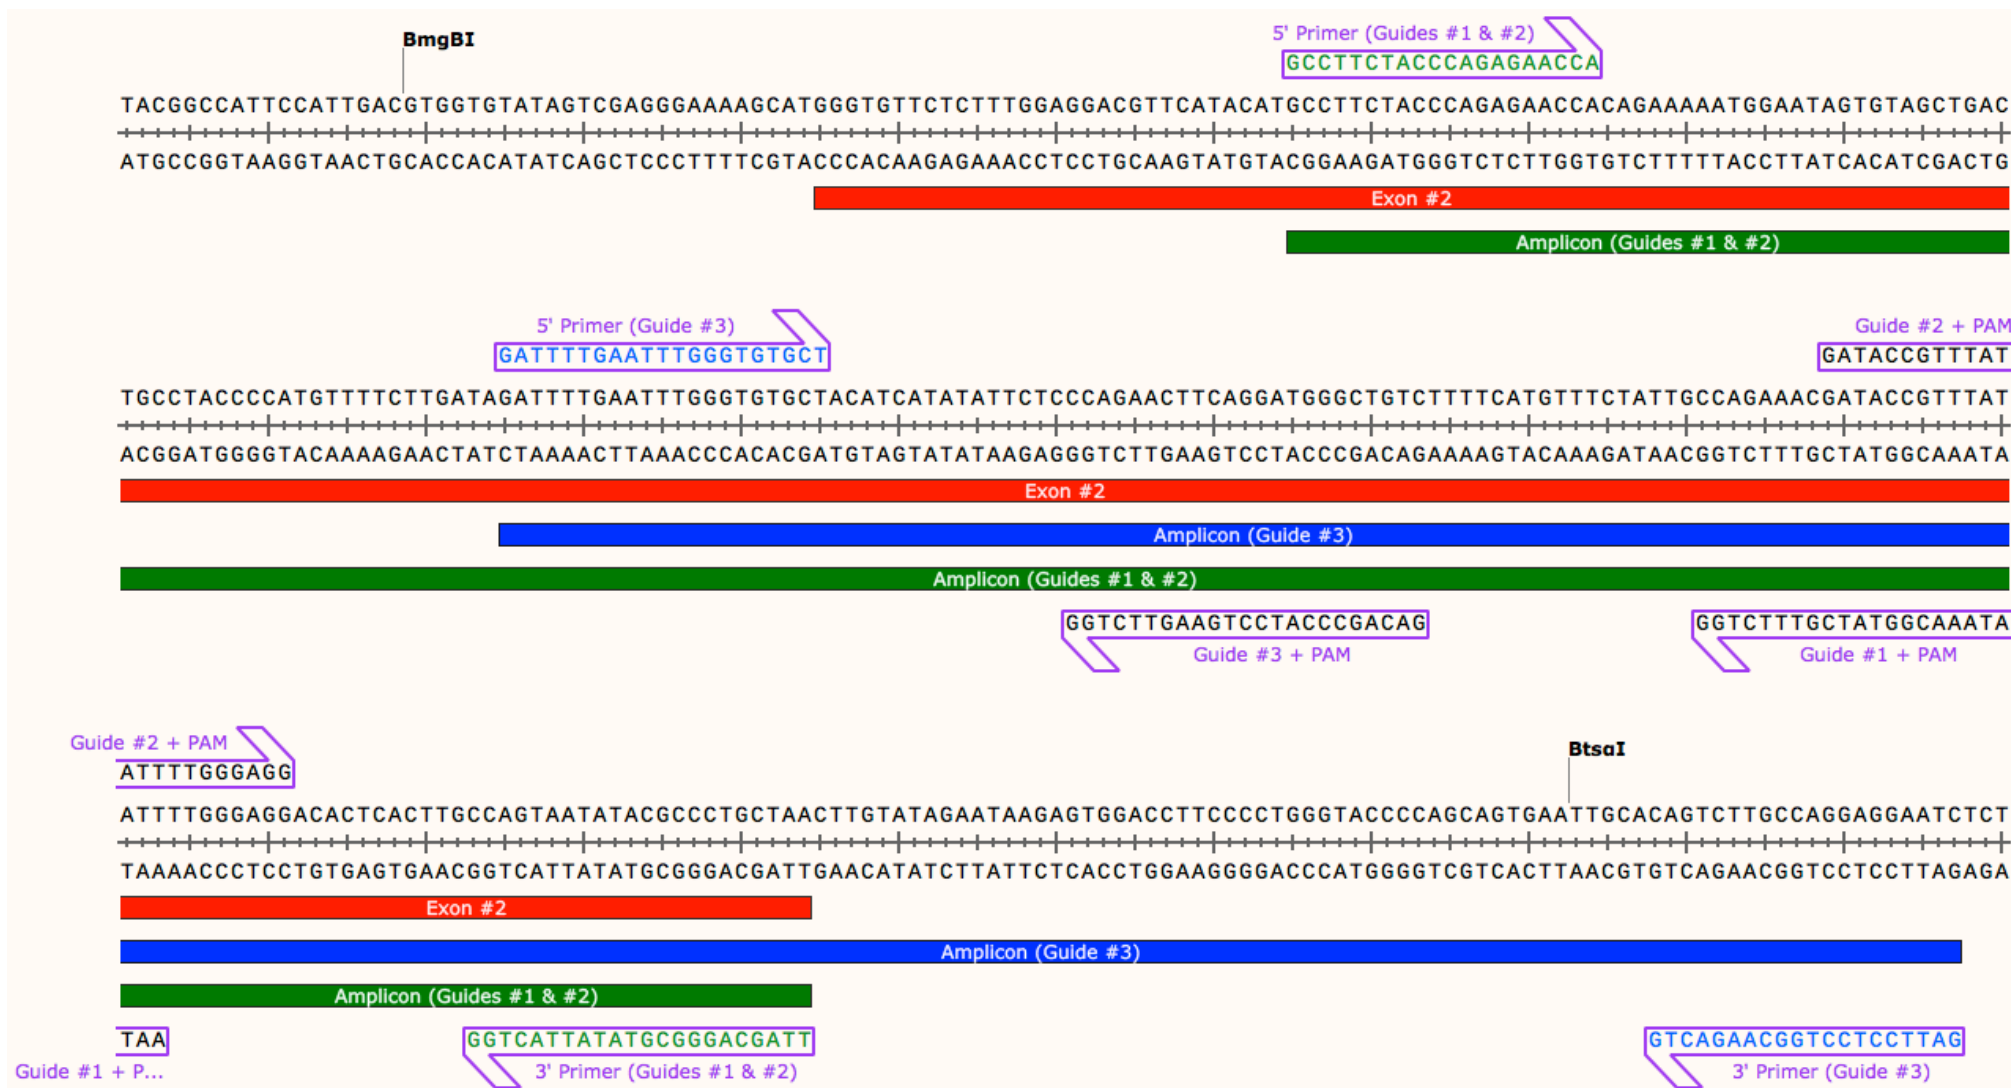 BmgBI
5' Primer (Guides #1 & #2)
GCCTTCTACCCAGAGAACCA
TACGGCCATTCCATTGACGTGGTGTATAGTCGAGGGAAAAGCATGGGTGTTCTCTTTGGAGGACGTTCATACATGCCTTCTACCCAGAGAACCACAGAAAAATGGAATAGTGTAGCTGAC
ATGCCGGTAAGGTAACTGCACCACATATCAGCTCCCTTTTCGTACCCACAAGAGAAACCTCCTGCAAGTATGTACGGAAGATGGGTCTCTTGGTGTCTTTTTACCTTATCACATCGACTG
Exon #2
Amplicon (Guides #1 & #2)
5' Primer (Guide #3)
Guide #2 + PAM
GATTTTGAATTTGGGTGTGCT
GATACCGTTTAT
TGCCTACCCCATGTTTTCTTGATAGATTTTGAATTTGGGTGTGCTACATCATATATTCTCCCAGAACTTCAGGATGGGCTGTCTTTTCATGTTTCTATTGCCAGAAACGATACCGTTTAT
ACGGATGGGGTACAAAAGAACTATCTAAAACTTAAACCCACACGATGTAGTATATAAGAGGGTCTTGAAGTCCTACCCGACAGAAAAGTACAAAGATAACGGTCTTTGCTATGGCAAATA
Exon #2
Amplicon (Guide #3)
Amplicon (Guides #1 & #2)
GGTCTTGAAGTCCTACCCGACAG
GGTCTTTGCTATGGCAAATA
Guide #3 + PAM
Guide #1 + PAM
Guide #2 + PAM
BtsaI
ATTTTGGGAGG
ATTTTGGGAGGACACTCACTTGCCAGTAATATACGCCCTGCTAACTTGTATAGAATAAGAGTGGACCTTCCCCTGGGTACCCCAGCAGTGAATTGCACAGTCTTGCCAGGAGGAATCTCT
TAAAACCCTCCTGTGAGTGAACGGTCATTATATGCGGGACGATTGAACATATCTTATTCTCACCTGGAAGGGGACCCATGGGGTCGTCACTTAACGTGTCAGAACGGTCCTCCTTAGAGA
Exon #2
Amplicon (Guide #3)
Amplicon (Guides #1 & #2)
TAA
GGTCATTATATGCGGGACGATT
GTCAGAACGGTCCTCCTTAG
Guide #1 + P...
3' Primer (Guides #1 & #2)
3' Primer (Guide #3)